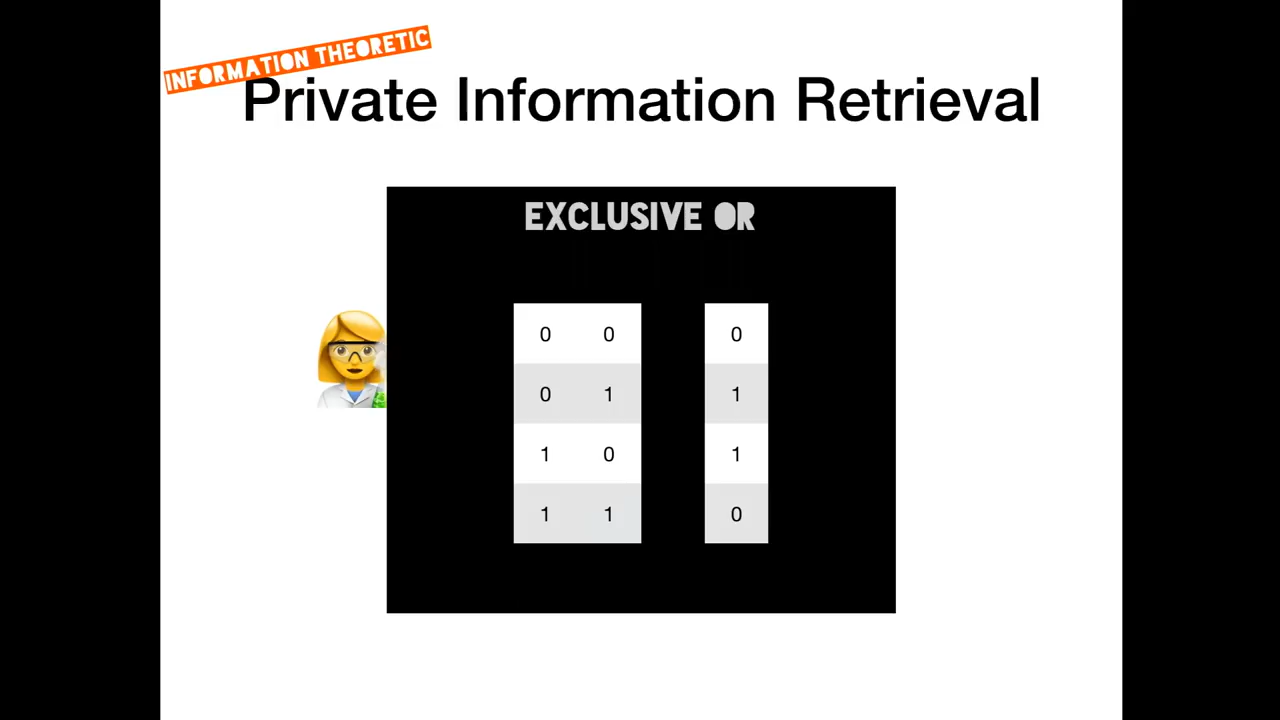 INFORMATION THEORETIC
Private Information Retrieval
EXCLUSIVE OR
0 0 0
0 1 1
1 0 1
1 1 0